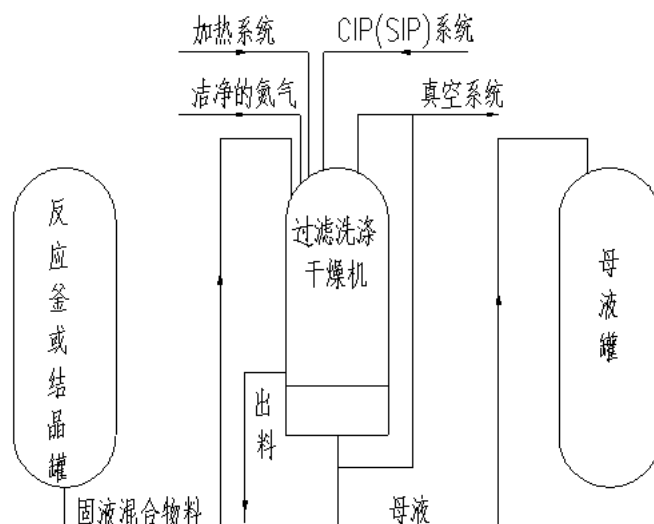 加热系统
CIP(SIP)系统
洁净的氮气
真空系统
反应釜或结晶罐
过滤洗涤
干燥机
母液罐
出料
固液混合物料
母液